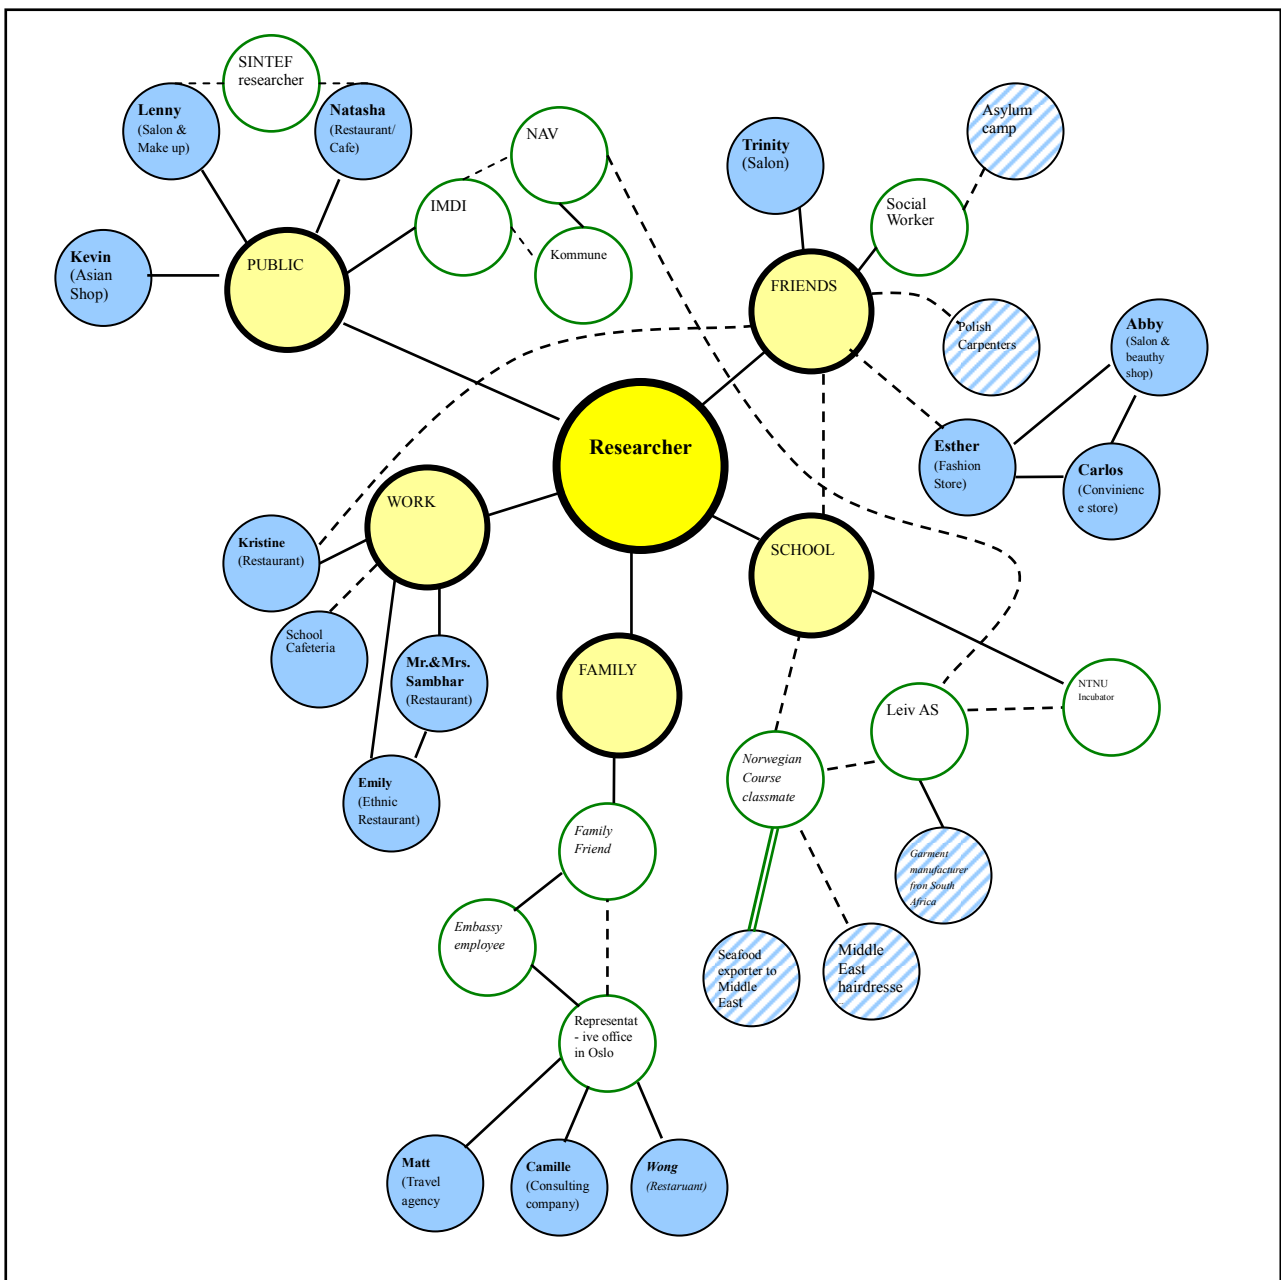 SINTEF
researcher
Lenny
(Salon &
Make up)
Natasha
(Restaurant/
Cafe)
NAV
IMDI
Kommune
Kevin
(Asian
Shop)
PUBLIC
Trinity
(Salon)
Asylum
camp
Social
Worker
FRIENDS
Polish
Carpenters
Abby
(Salon &
beauthy
shop)
Esther
(Fashion
Store)
Carlos
(Convinienc
e store)
Researcher
WORK
Kristine
(Restaurant)
School
Cafeteria
Mr.&Mrs.
Sambhar
(Restaurant)
Emily
(Ethnic
Restaurant)
SCHOOL
FAMILY
NTNU
Incubator
Leiv AS
Norwegian
Course
classmate
Garment
manufacturer
fron South
Africa
Seafood
exporter to
Middle
East
Middle
East
hairdresse
Family
Friend
Embassy
employee
Representat
- ive office
in Oslo
Matt
(Travel
agency
Camille
(Consulting
company)
Wong
(Restaruant)